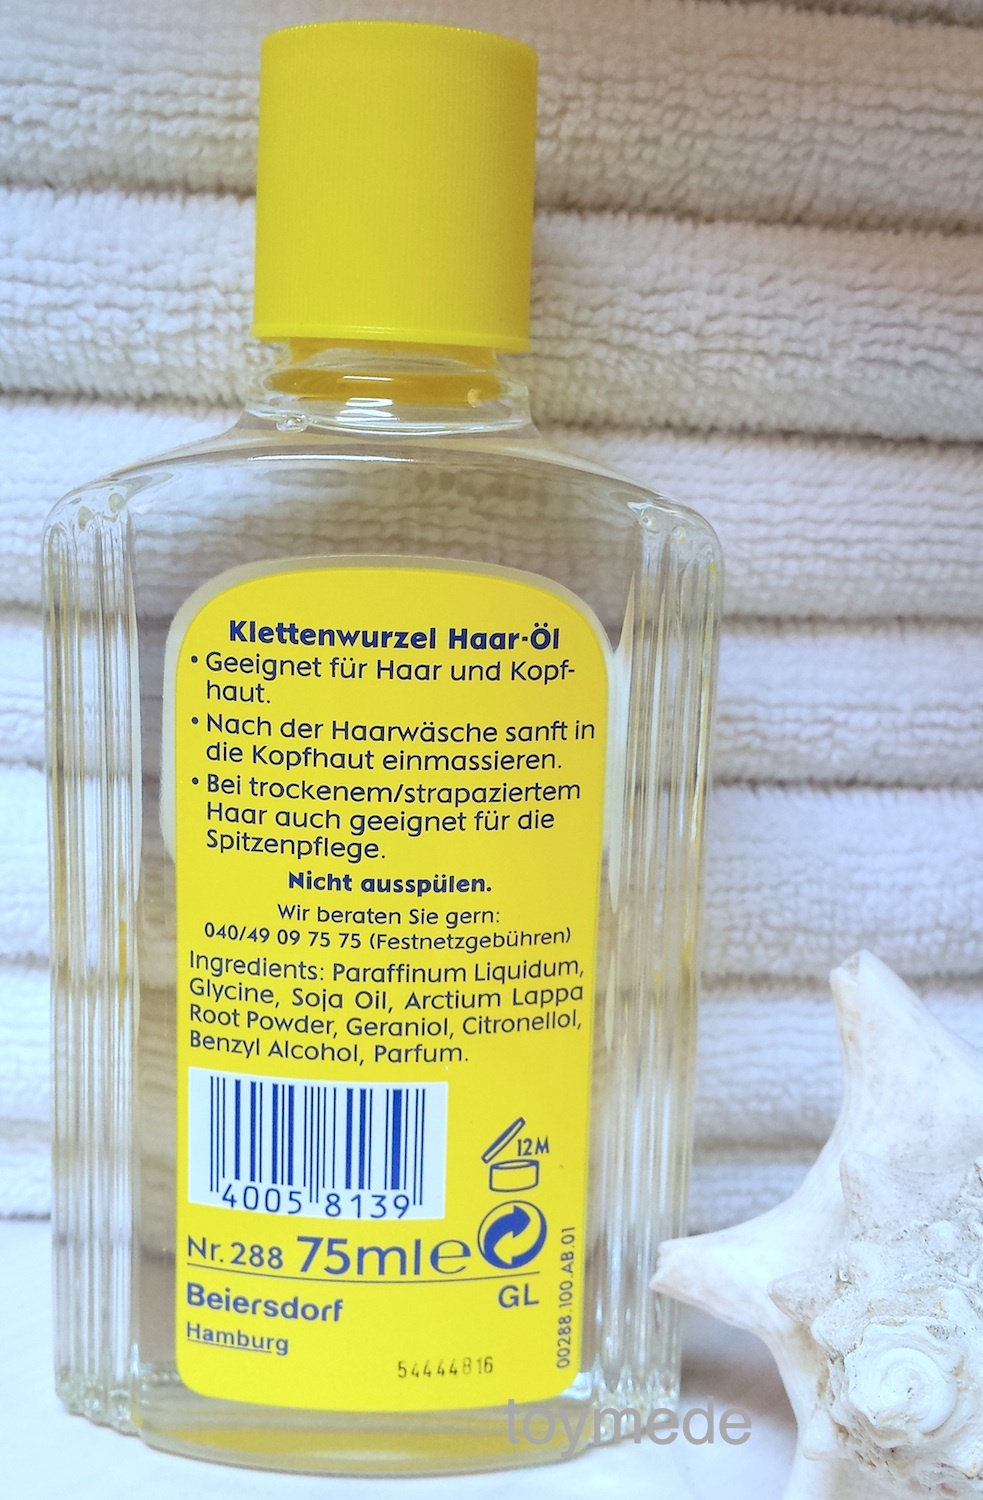 Klettenwurzel Haar-Öl
• Geeignet für Haar und Kopf-
haut.
• Nach der Haarwäsche sanft in
die Kopfhaut einmassieren.
• Bei trockenem/strapaziertem
Haar auch geeignet für die
Spitzenpflege.
Nicht ausspülen.
Wir beraten Sie gern:
040/49 09 75 75 (Festnetzgebühren)
Ingredients: Paraffinum Liquidum,
Glycine, Soja Oil, Arctium Lappa
Root Powder, Geraniol, Citronellol,
Benzyl Alcohol, Parfum.
12M
4005 8139
Nr. 288 75ml e
GL
Beiersdorf
Hamburg
00288.100.AB.01
54444816
toymede